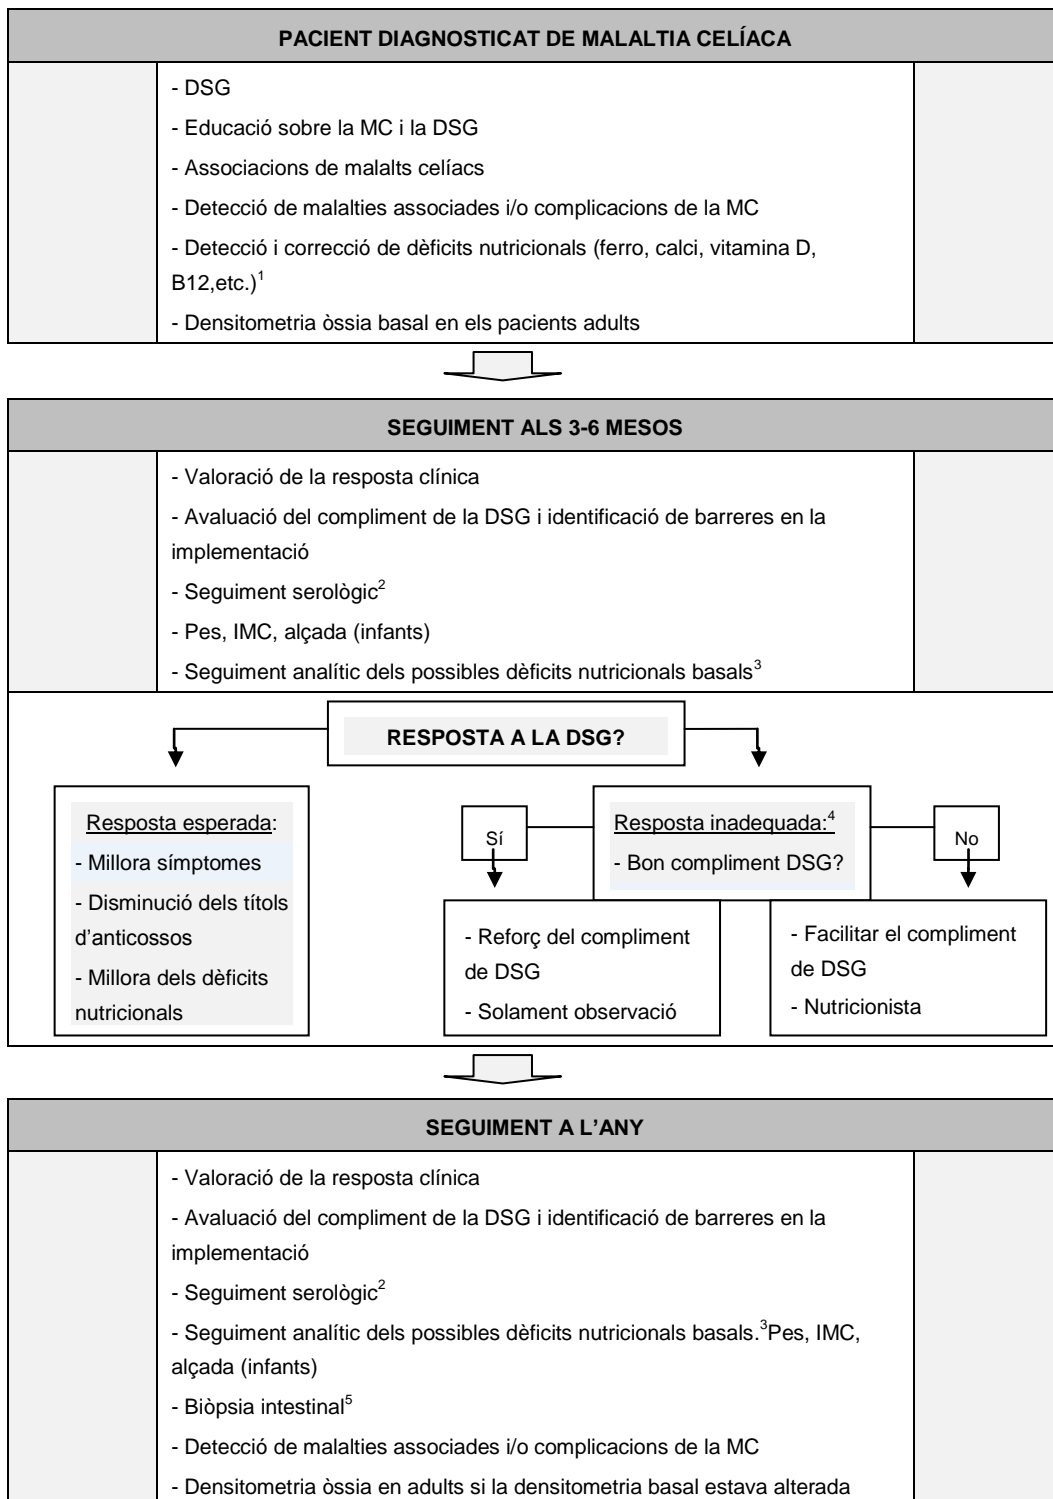 PACIENT DIAGNOSTICAT DE MALALTIA CELÍACA
- DSG
- Educació sobre la MC i la DSG
- Associacions de malalts celíacs
- Detecció de malalties associades i/o complicacions de la MC
- Detecció i correcció de dèficits nutricionals (ferro, calci, vitamina D,
B12,etc.)1
- Densitometria òssia basal en els pacients adults
SEGUIMENT ALS 3-6 MESOS
- Valoració de la resposta clínica
- Avaluació del compliment de la DSG i identificació de barreres en la
implementació
- Seguiment serològic2
- Pes, IMC, alçada (infants)
- Seguiment analític dels possibles dèficits nutricionals basals3
RESPOSTA A LA DSG?
Resposta esperada:
- Millora símptomes
- Disminució dels títols
d'anticossos
- Millora dels dèficits
nutricionals
Sí
Resposta inadequada:4
- Bon compliment DSG?
No
- Reforç del compliment
de DSG
- Solament observació
- Facilitar el compliment
de DSG
- Nutricionista
SEGUIMENT A L'ANY
- Valoració de la resposta clínica
- Avaluació del compliment de la DSG i identificació de barreres en la
implementació
- Seguiment serològic2
- Seguiment analític dels possibles dèficits nutricionals basals.3Pes, IMC,
alçada (infants)
- Biòpsia intestinal5
- Detecció de malalties associades i/o complicacions de la MC
- Densitometria òssia en adults si la densitometria basal estava alterada